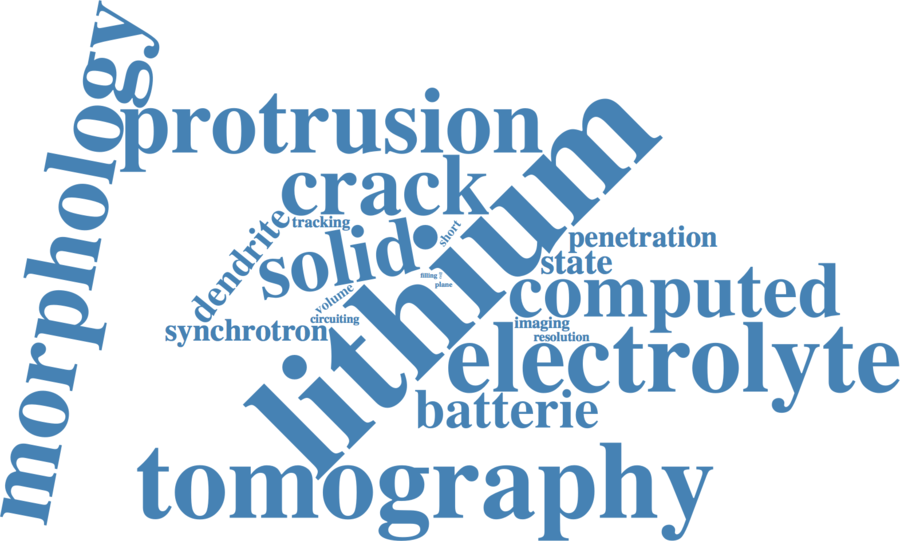 morphology
protrusion
crack
lithium
tracking
dendrite
solid
short
penetration
state
filling
plane
computed
volume
circuiting
synchrotron
imaging
resolution
electrolyte
batterie
tomography